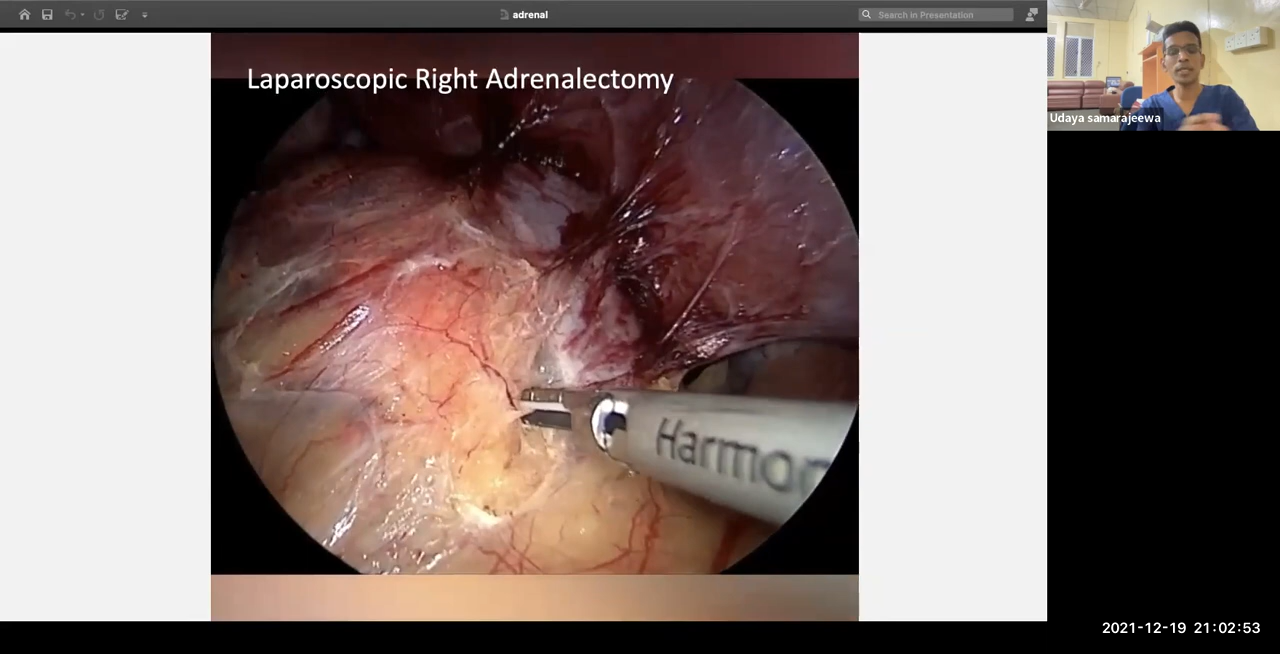 adrenal
Search in Presentation
Laparoscopic Right Adrenalectomy
Udaya samarajeewa
Harmon
2021-12-19 21:02:53